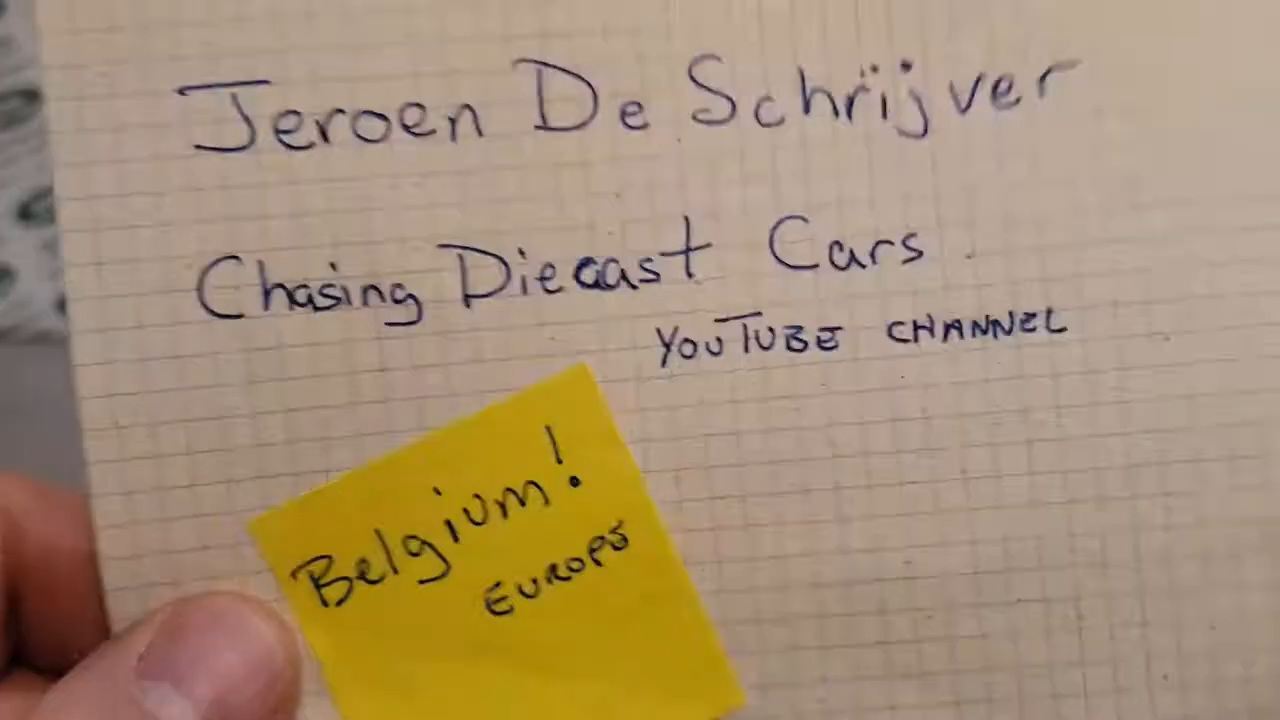 Jeroen De Schrijver
Chasing Diecast Cars
YOUTUBE CHANNEL
Belgium!
EUROPE